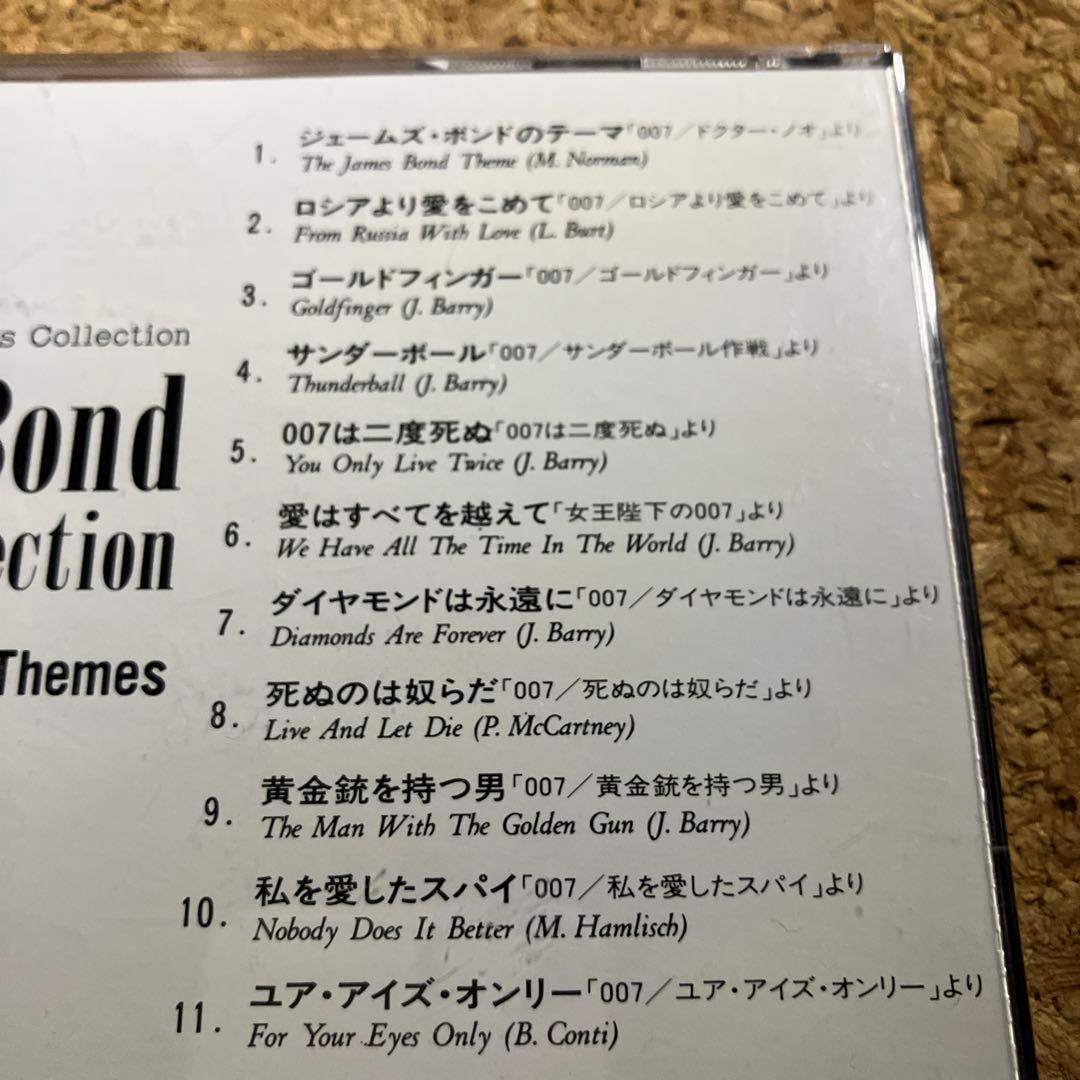 s Collection
Bond
ection
Themes
1. ジェームズ・ボンドのテーマ「007／ドクター・ノオ」より
The James Bond Theme (M. Norman)
2. ロシアより愛をこめて「007／ロシアより愛をこめて」より
From Russia With Love (L. Burt)
3. ゴールドフィンガー「007／ゴールドフィンガー」より
Goldfinger (J. Barry)
4. サンダーボール「007／サンダーボール作戦」より
Thunderball (J. Barry)
5. 007は二度死ぬ「007は二度死ぬ」より
You Only Live Twice (J. Barry)
6. 愛はすべてを越えて「女王陛下の007」より
We Have All The Time In The World (J. Barry)
7. ダイヤモンドは永遠に「007／ダイヤモンドは永遠に」より
Diamonds Are Forever (J. Barry)
8. 死ぬのは奴らだ「007／死ぬのは奴らだ」より
Live And Let Die (P. McCartney)
9. 黄金銃を持つ男「007／黄金銃を持つ男」より
The Man With The Golden Gun (J. Barry)
10. 私を愛したスパイ「007／私を愛したスパイ」より
Nobody Does It Better (M. Hamlisch)
11. ユア・アイズ・オンリー「007／ユア・アイズ・オンリー」より
For Your Eyes Only (B. Conti)